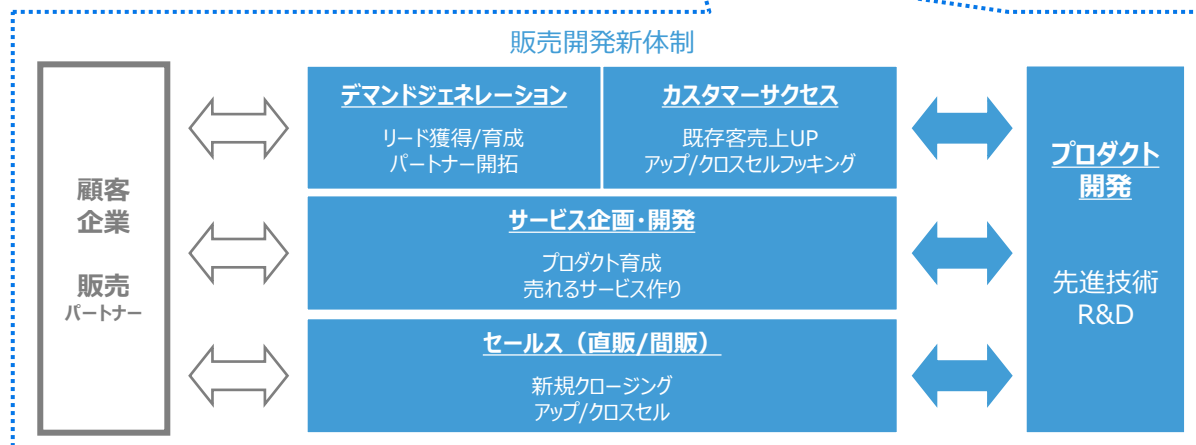 販売開発新体制
顧客
企業
販売
パートナー
デマンドジェネレーション
リード獲得/育成
パートナー開拓
カスタマーサクセス
既存客売上UP
アップ/クロスセルフッキング
サービス企画・開発
プロダクト育成
売れるサービス作り
セールス（直販/間販）
新規クロージング
アップ/クロスセル
プロダクト
開発
先進技術
R&D